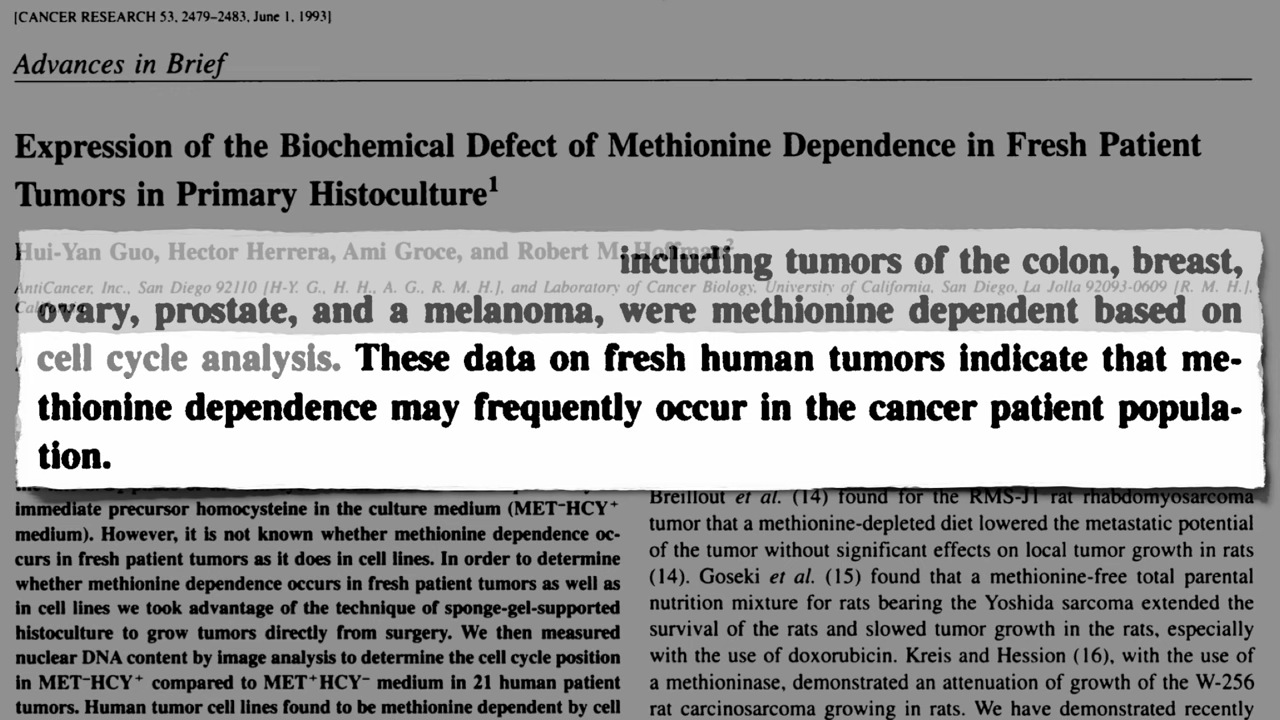 [CANCER RESEARCH 53, 2479–2483, June 1, 1993]
Advances in Brief
Expression of the Biochemical Defect of Methionine Dependence in Fresh Patient
Tumors in Primary Histoculture1
Hui-Yan Guo, Hector Herrera, Ami Groce, and Robert M. Hoffman2
AntiCancer, Inc., San Diego 92110 [H-Y. G., H. H., A. G., R. M. H.], and Laboratory of Cancer Biology, University of California, San Diego, La Jolla 92093-0609 [R. M. H.],
California
including tumors of the colon, breast,
ovary, prostate, and a melanoma, were methionine dependent based on
cell cycle analysis. These data on fresh human tumors indicate that me-
thionine dependence may frequently occur in the cancer patient popula-
tion.
immediate precursor homocysteine in the culture medium (MET−HCY+
medium). However, it is not known whether methionine dependence oc-
curs in fresh patient tumors as it does in cell lines. In order to determine
whether methionine dependence occurs in fresh patient tumors as well as
in cell lines we took advantage of the technique of sponge-gel-supported
histoculture to grow tumors directly from surgery. We then measured
nuclear DNA content by image analysis to determine the cell cycle position
in MET−HCY+ compared to MET+HCY− medium in 21 human patient
tumors. Human tumor cell lines found to be methionine dependent by cell
Breillout et al. (14) found for the RMS-J1 rat rhabdomyosarcoma
tumor that a methionine-depleted diet lowered the metastatic potential
of the tumor without significant effects on local tumor growth in rats
(14). Goseki et al. (15) found that a methionine-free total parental
nutrition mixture for rats bearing the Yoshida sarcoma extended the
survival of the rats and slowed tumor growth in the rats, especially
with the use of doxorubicin. Kreis and Hession (16), with the use of
a methioninase, demonstrated an attenuation of growth of the W-256
rat carcinosarcoma growing in rats. We have demonstrated recently